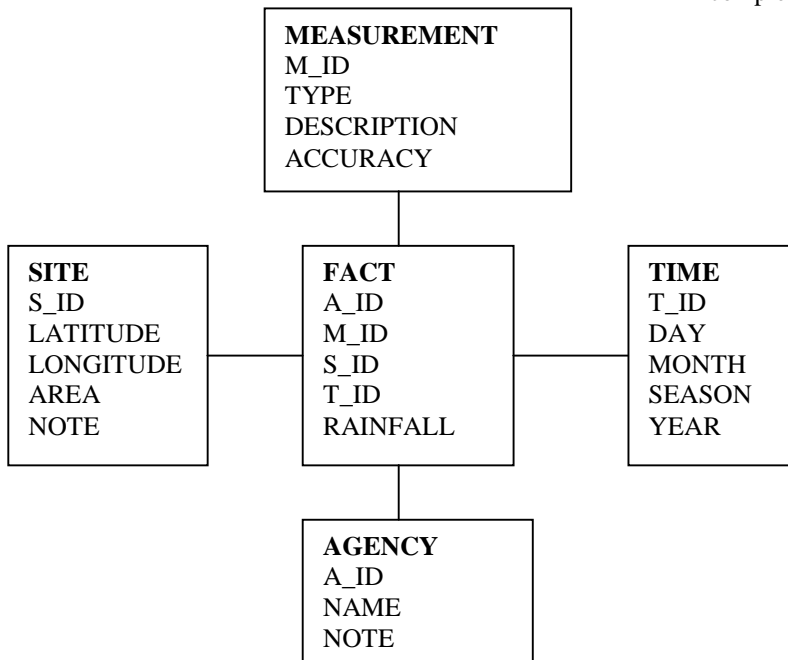 MEASUREMENT
M_ID
TYPE
DESCRIPTION
ACCURACY
SITE
S_ID
LATITUDE
LONGITUDE
AREA
NOTE
FACT
A_ID
M_ID
S_ID
T_ID
RAINFALL
TIME
T_ID
DAY
MONTH
SEASON
YEAR
AGENCY
A_ID
NAME
NOTE